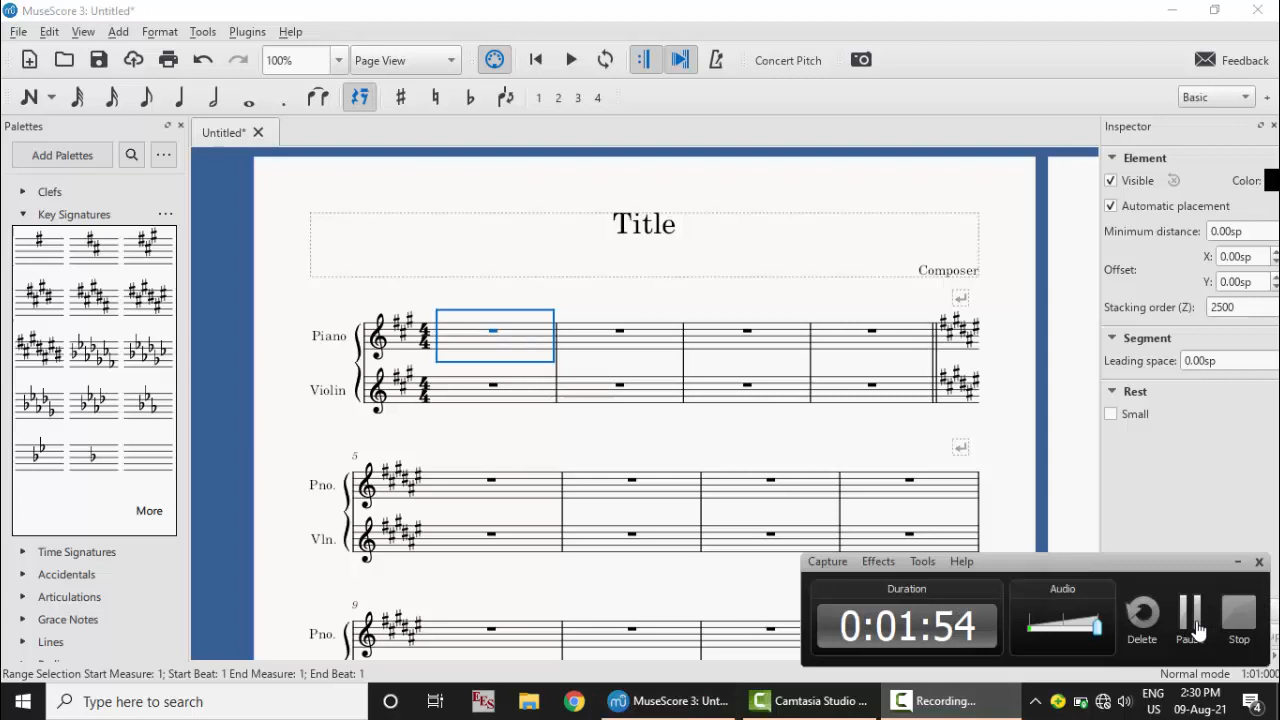 MuseScore 3: Untitled*
File Edit View Add Format Tools Plugins Help
100% Page View Concert Pitch Feedback
1 2 3 4 Basic
Palettes Untitled* Inspector
Add Palettes
Clefs
Key Signatures ...
More
Time Signatures
Accidentals
Articulations
Grace Notes
Lines
Title
Composer
Piano
Violin
5
Pno.
Vln.
9
Pno.
Element
Visible Color:
Automatic placement
Minimum distance: 0.00sp
X: 0.00sp
Offset:
Y: 0.00sp
Stacking order (Z): 2500
Segment
Leading space: 0.00sp
Rest
Small
Capture Effects Tools Help
Duration Audio
0:01:54
Delete Stop
Range Selection Start Measure: 1; Start Beat: 1 End Measure: 1; End Beat: 1 Normal mode 1:01:000
Type here to search EES MuseScore 3: Unt... Camtasia Studio ... Recording... ENG US 2:30 PM 09-Aug-21 4